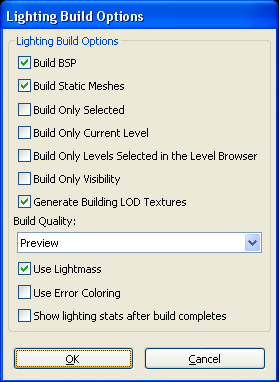 Lighting Build Options
Lighting Build Options
Build BSP
Build Static Meshes
Build Only Selected
Build Only Current Level
Build Only Levels Selected in the Level Browser
Build Only Visibility
Generate Building LOD Textures
Build Quality:
Preview
Use Lightmass
Use Error Coloring
Show lighting stats after build completes
OK
Cancel